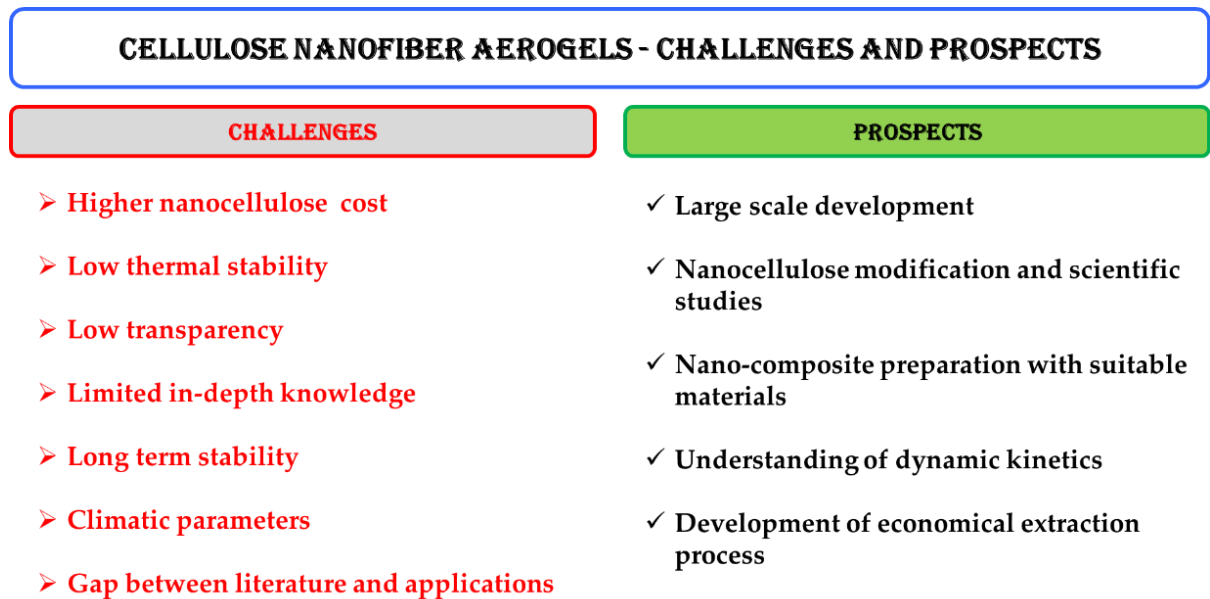 CELLULOSE NANOFIBER AEROGELS - CHALLENGES AND PROSPECTS
CHALLENGES
Higher nanocellulose cost
Low thermal stability
Low transparency
Limited in-depth knowledge
Long term stability
Climatic parameters
Gap between literature and applications
PROSPECTS
Large scale development
Nanocellulose modification and scientific
studies
Nano-composite preparation with suitable
materials
Understanding of dynamic kinetics
Development of economical extraction
process